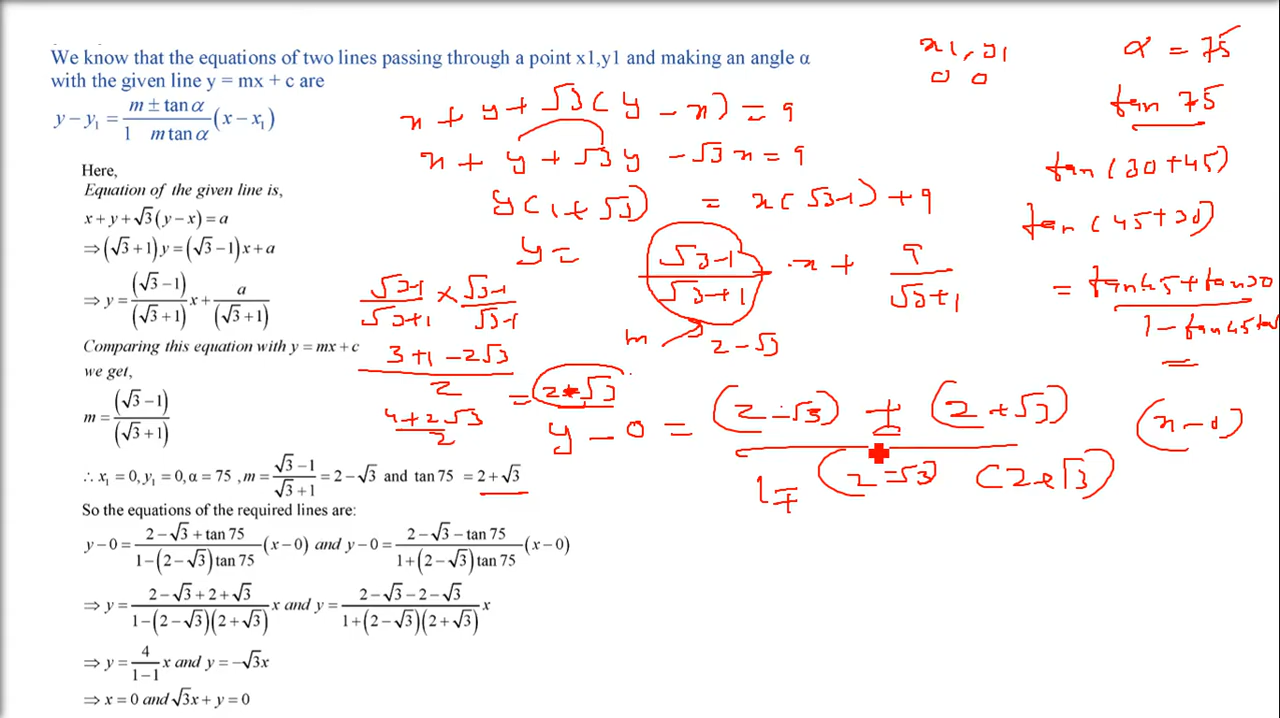 We know that the equations of two lines passing through a point x1,y1 and making an angle α
with the given line y = mx + c are
y − y₁ = (m ± tan α)/(1 m tan α) (x − x₁)
Here,
Equation of the given line is,
x + y + √3(y − x) = a
⇒ (√3 + 1)y = (√3 − 1)x + a
⇒ y = (√3 − 1)/(√3 + 1) x + a/(√3 + 1)
Comparing this equation with y = mx + c
we get,
m = (√3 − 1)/(√3 + 1)
∴ x₁ = 0, y₁ = 0, α = 75 , m = (√3 − 1)/(√3 + 1) = 2 − √3 and tan 75 = 2 + √3
So the equations of the required lines are:
y − 0 = (2 − √3 + tan 75)/(1 − (2 − √3) tan 75) (x − 0) and y − 0 = (2 − √3 − tan 75)/(1 + (2 − √3) tan 75) (x − 0)
⇒ y = (2 − √3 + 2 + √3)/(1 − (2 − √3)(2 + √3)) x and y = (2 − √3 − 2 − √3)/(1 + (2 − √3)(2 + √3)) x
⇒ y = 4/(1 − 1) x and y = −√3x
⇒ x = 0 and √3x + y = 0
x + y + √3(y − x) = 9
x + y + √3y − √3x = 9
y(1 + √3) = x(√3−1) + 9
y = (√3−1)/(√3+1) x + 9/(√3+1)
m 2 − √3
(√3−1)/(√3+1) × (√3−1)/(√3−1)
(3+1−2√3)/2 = 2 √3
(4+2√3)/2
y − 0 = ((2 − √3) ± (2 + √3))/(1 ∓ (2 − √3) (2 + √3)) (x − 0)
x1, y1
0 0
α = 75
tan 75
tan (30+45)
tan (45+30)
= (tan45 + tan30)/(1 − tan45